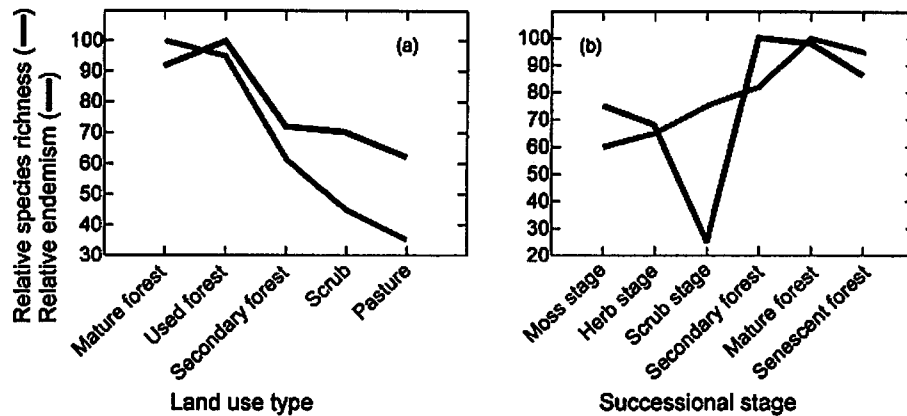 Relative species richness (—)
Relative endemism (—)
(a)
100
90
80
70
60
50
40
30
Mature forest
Used forest
Secondary forest
Scrub
Pasture
Land use type
(b)
100
90
80
70
60
50
40
30
20
Moss stage
Herb stage
Scrub stage
Secondary forest
Mature forest
Senescent forest
Successional stage